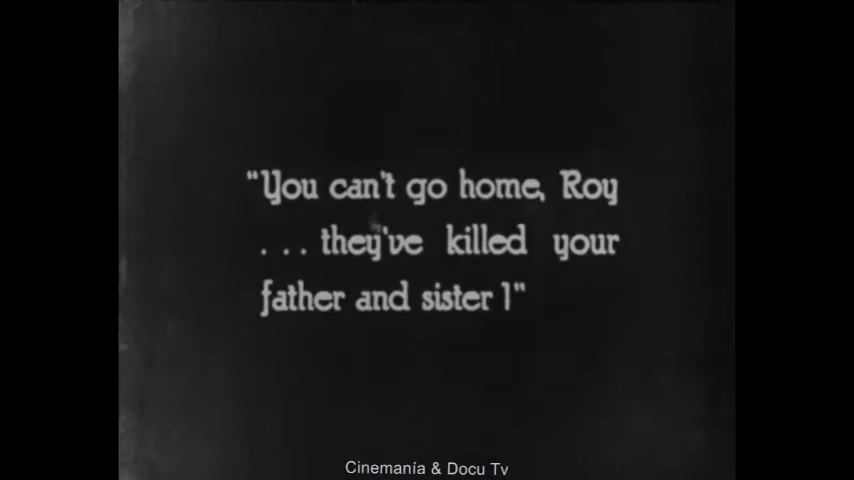 "You can't go home, Roy
... they've killed your
father and sister!"
Cinemanía & Docu Tv